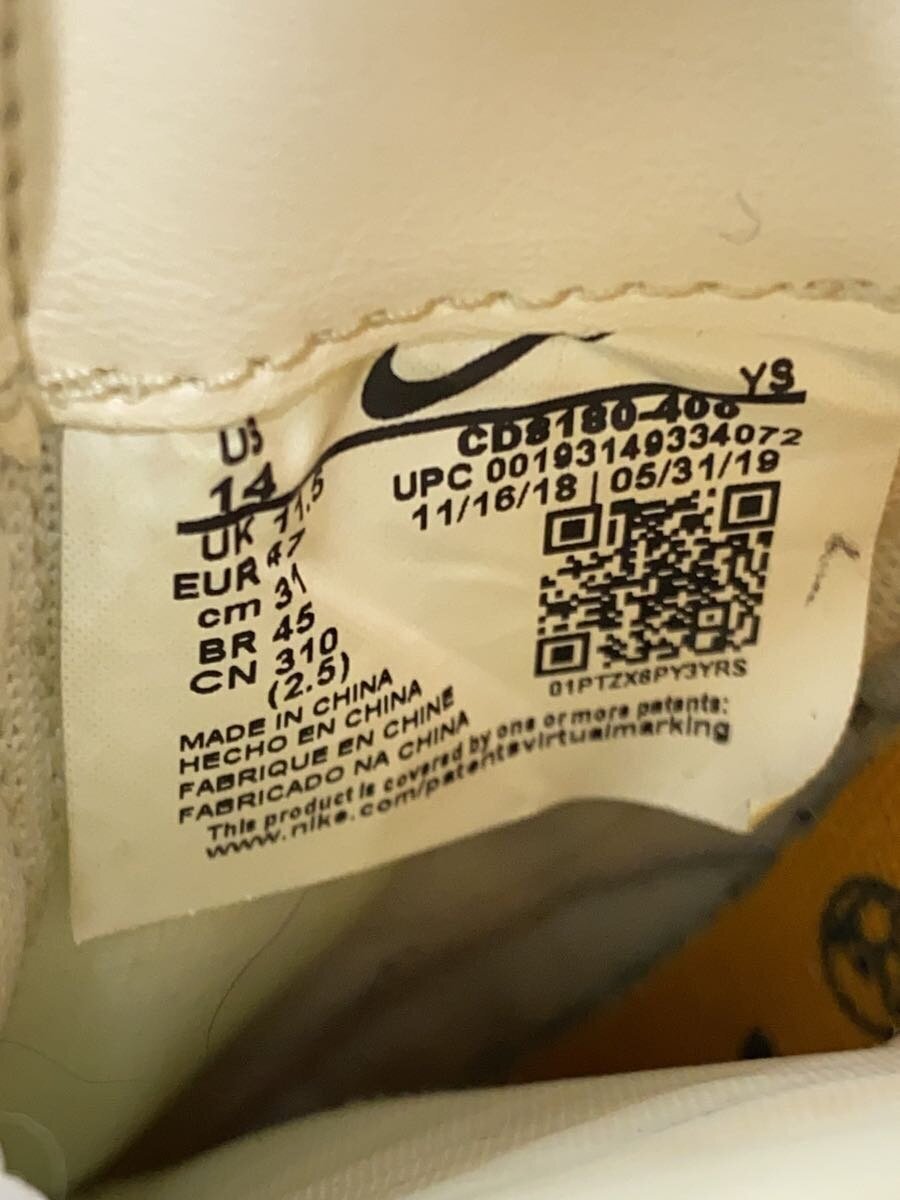 US
14
UK 11.5
EUR 47
cm 31
BR 45
CN 310
(2.5)
YS
CD8180-400
UPC 00193149334072
11/16/18 | 05/31/19
01PTZX6PY3YRS
MADE IN CHINA
HECHO EN CHINA
FABRIQUE EN CHINE
FABRICADO NA CHINA
This product is covered by one or more patents:
www.nike.com/patentsvirtualmarking